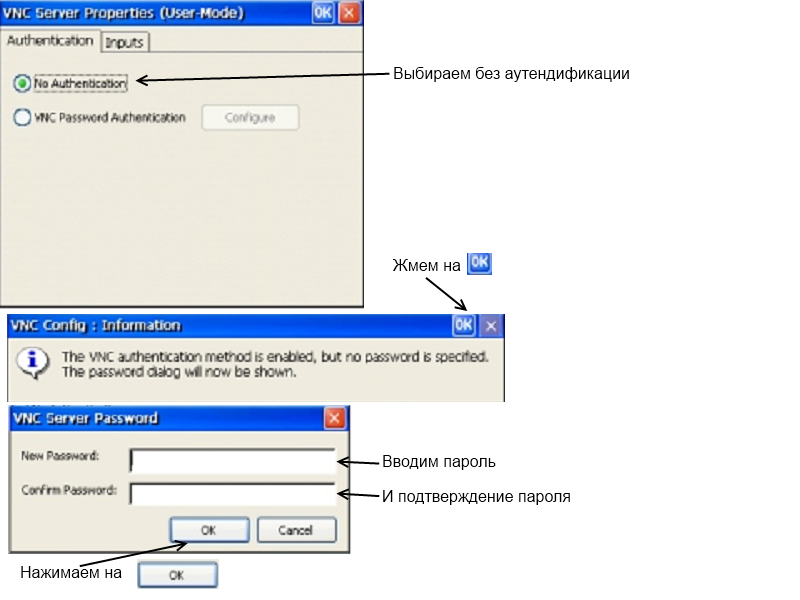 VNC Server Properties (User-Mode) OK
Authentication Inputs
No Authentication
Выбираем без аутендификации
VNC Password Authentication Configure
Жмем на OK
VNC Config : Information OK
The VNC authentication method is enabled, but no password is specified.
The password dialog will now be shown.
VNC Server Password
New Password:
Вводим пароль
Confirm Password:
И подтверждение пароля
OK Cancel
Нажимаем на OK